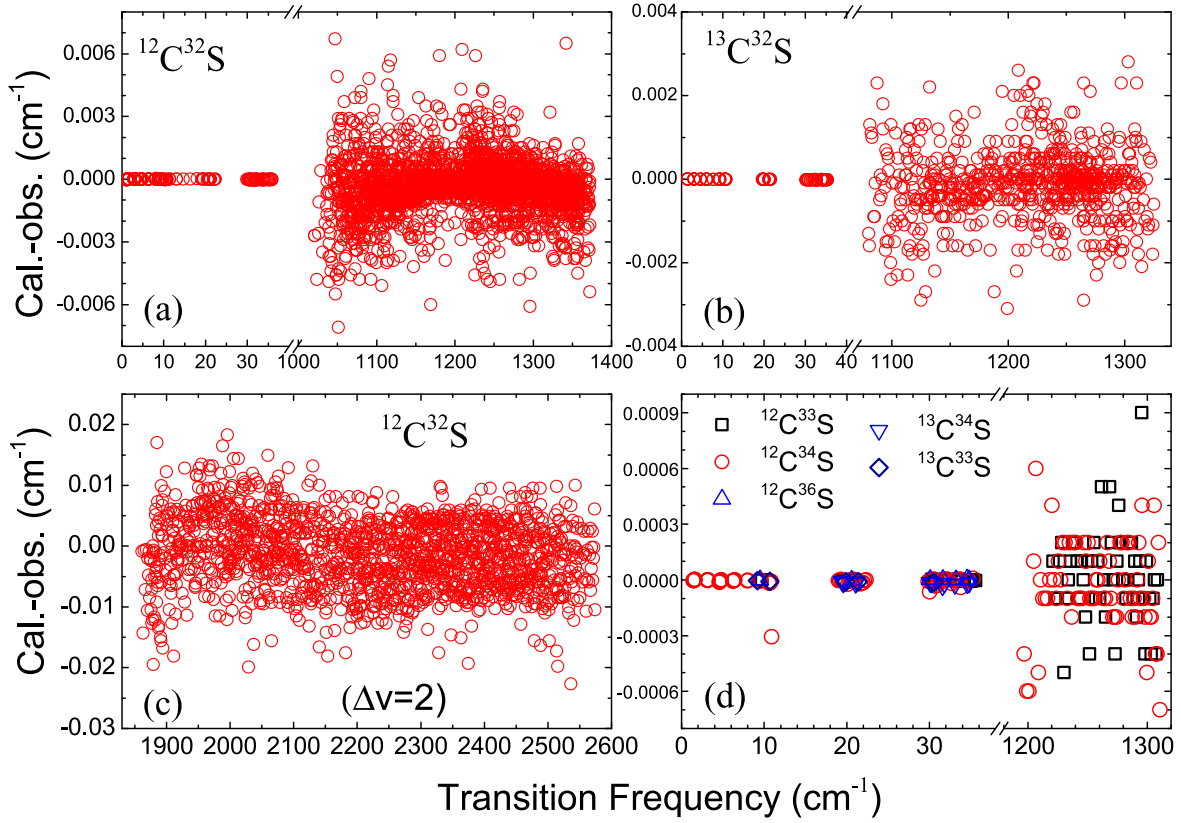 Cal.-obs. (cm⁻¹)
0.006
0.003
0.000
-0.003
-0.006
¹²C³²S
(a)
0 10 20 30 1000 1100 1200 1300 1400
0.004
0.002
0.000
-0.002
-0.004
¹³C³²S
(b)
0 10 20 30 40 1100 1200 1300
Cal.-obs. (cm⁻¹)
0.02
0.01
0.00
-0.01
-0.02
-0.03
¹²C³²S
(c)
(Δv=2)
1900 2000 2100 2200 2300 2400 2500 2600
0.0009
0.0006
0.0003
0.0000
-0.0003
-0.0006
¹²C³³S
¹²C³⁴S
¹²C³⁶S
¹³C³⁴S
¹³C³³S
(d)
0 10 20 30 1200 1300
Transition Frequency (cm⁻¹)